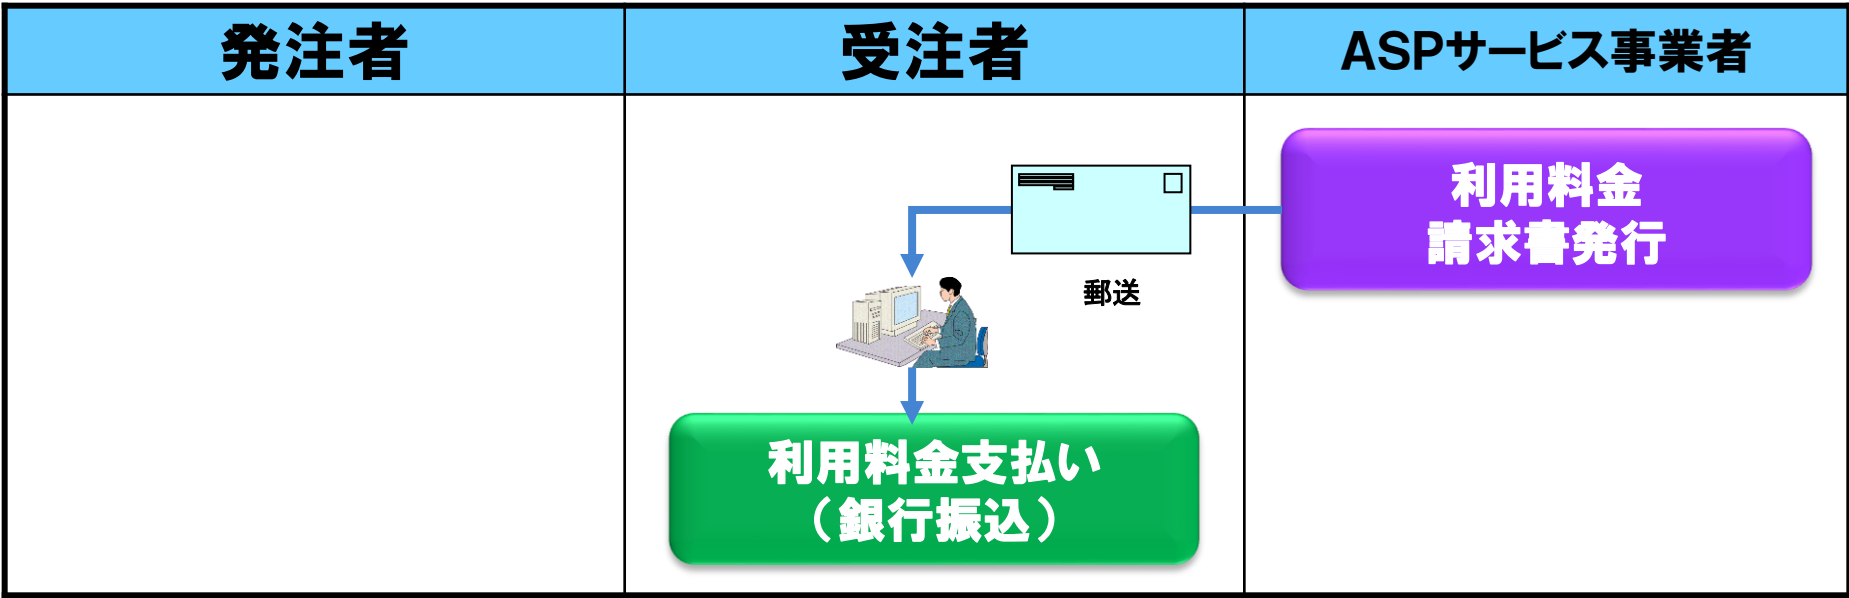 発注者
受注者
ASPサービス事業者
利用料金
請求書発行
郵送
利用料金支払い
（銀行振込）